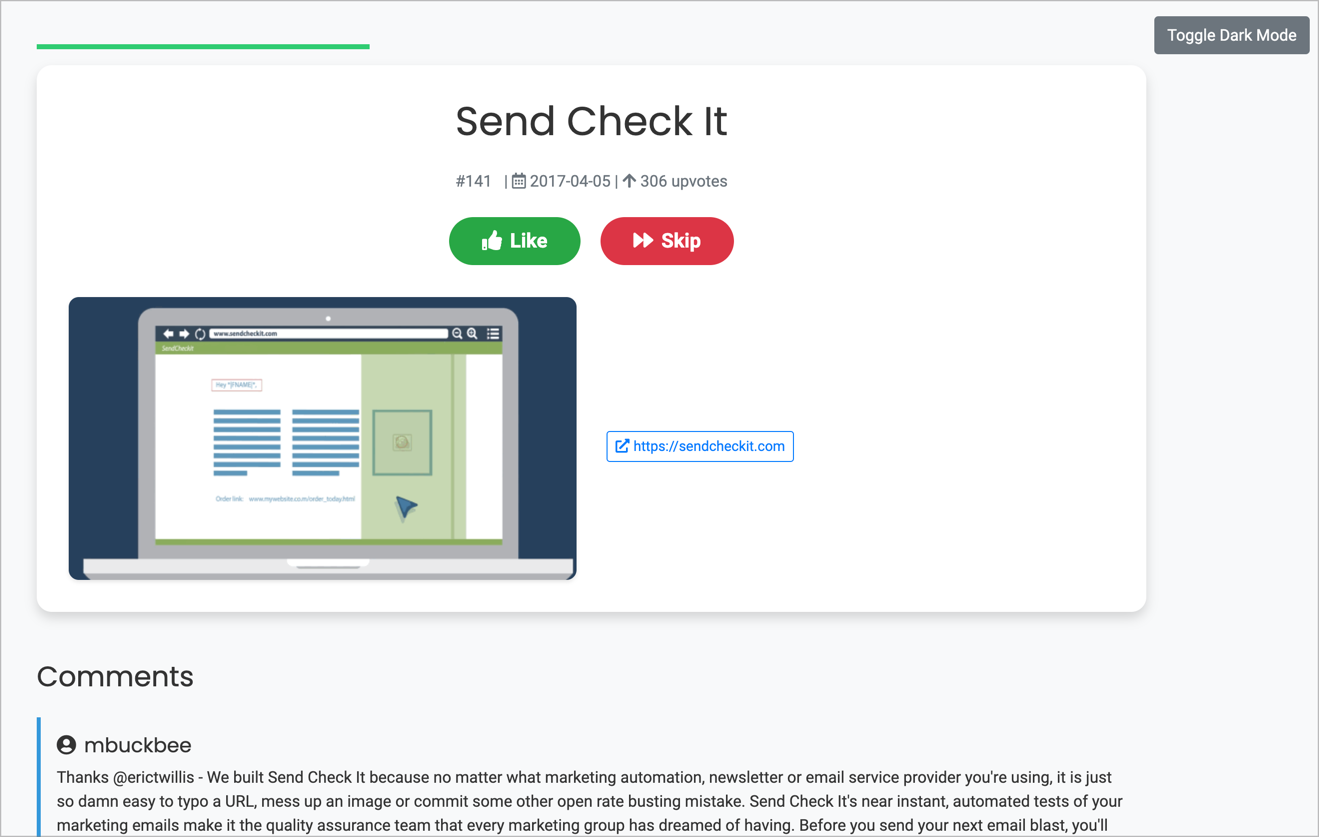 Toggle Dark Mode
Send Check It
#141 | 2017-04-05 | 306 upvotes
Like
Skip
www.sendcheckit.com
SendCheckit
Hey *|FNAME|*,
Order link: www.mywebsite.co.m/order_today.html
https://sendcheckit.com
Comments
mbuckbee
Thanks @erictwillis - We built Send Check It because no matter what marketing automation, newsletter or email service provider you're using, it is just
so damn easy to typo a URL, mess up an image or commit some other open rate busting mistake. Send Check It's near instant, automated tests of your
marketing emails make it the quality assurance team that every marketing group has dreamed of having. Before you send your next email blast, you'll